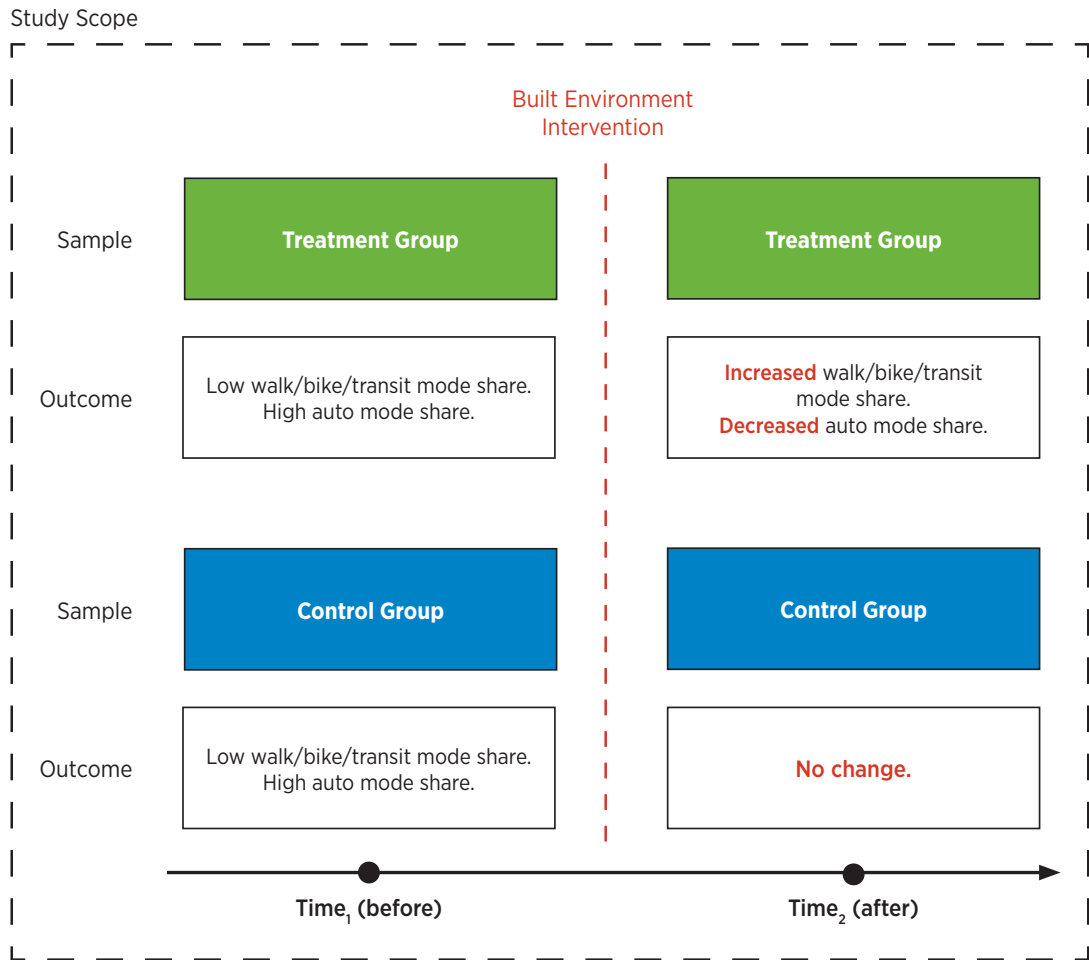 Study Scope
Built Environment
Intervention
Sample
Treatment Group
Treatment Group
Outcome
Low walk/bike/transit mode share.
High auto mode share.
Increased walk/bike/transit
mode share.
Decreased auto mode share.
Sample
Control Group
Control Group
Outcome
Low walk/bike/transit mode share.
High auto mode share.
No change.
Time₁ (before)
Time₂ (after)